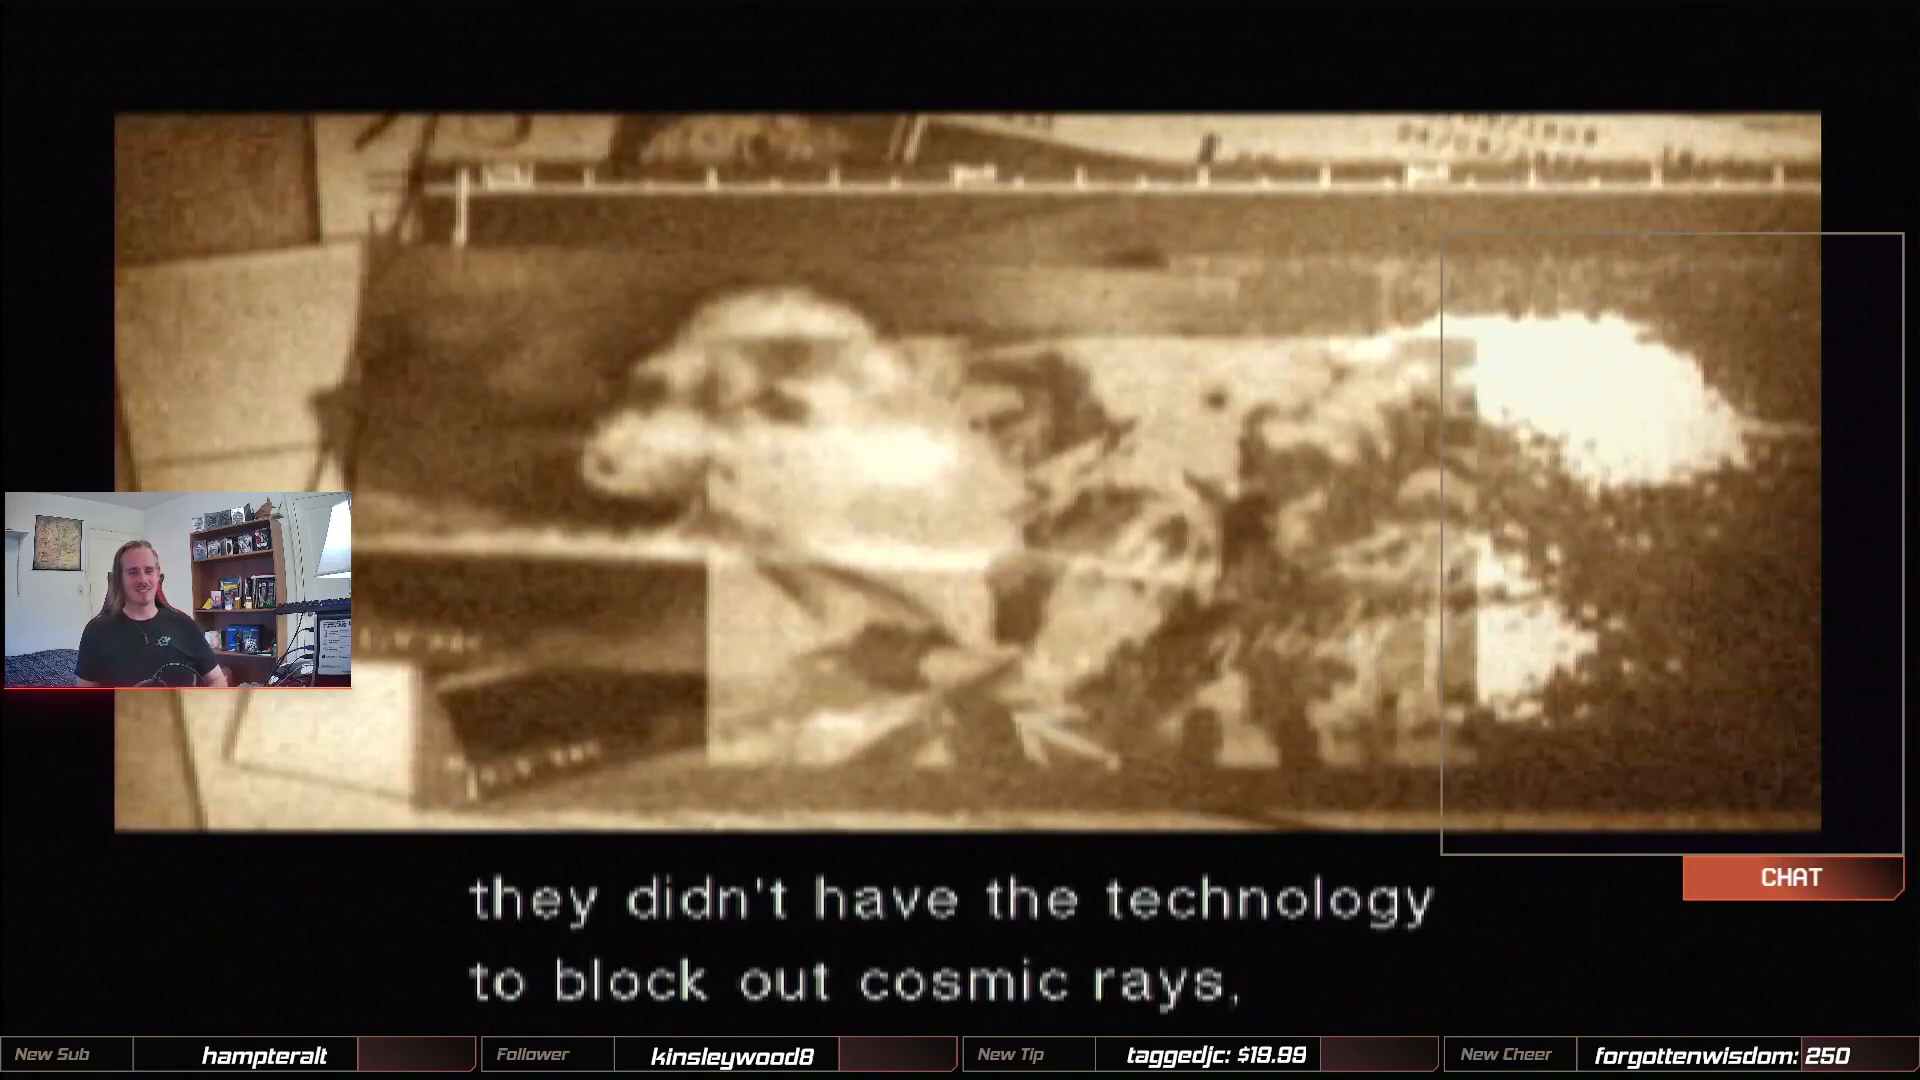 they didn't have the technology
to block out cosmic rays,
CHAT
New Sub hampteralt Follower kinsleywood8 New Tip taggedjc: $19.99 New Cheer forgottenwisdom: 250